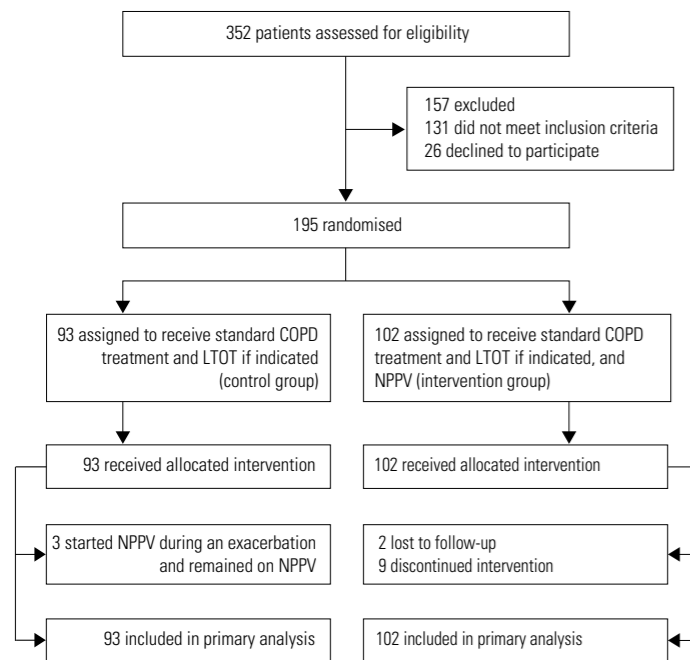 352 patients assessed for eligibility
157 excluded
131 did not meet inclusion criteria
26 declined to participate
195 randomised
93 assigned to receive standard COPD
treatment and LTOT if indicated
(control group)
102 assigned to receive standard COPD
treatment and LTOT if indicated, and
NPPV (intervention group)
93 received allocated intervention
102 received allocated intervention
3 started NPPV during an exacerbation
and remained on NPPV
2 lost to follow-up
9 discontinued intervention
93 included in primary analysis
102 included in primary analysis